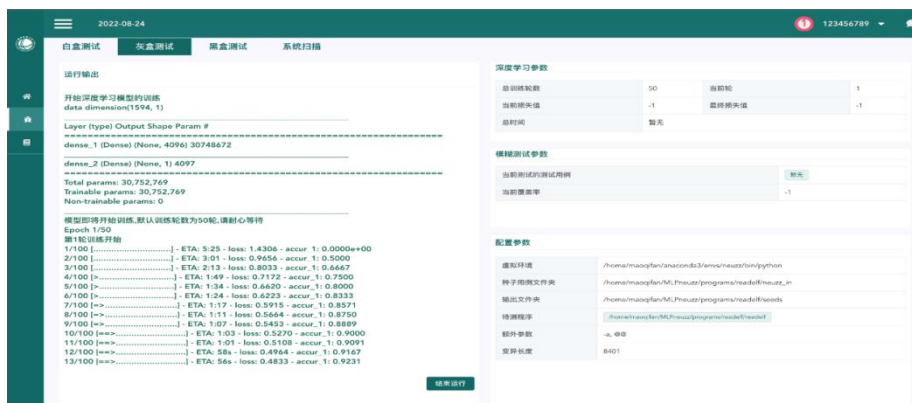 2022-08-24
1
123456789
白盒测试 灰盒测试 黑盒测试 系统扫描
运行输出
开始深度学习模型的训练
data dimension(1594, 1)
Layer (type) Output Shape Param #
dense_1 (Dense) (None, 4096) 30748672
dense_2 (Dense) (None, 1) 4097
Total params: 30,752,769
Trainable params: 30,752,769
Non-trainable params: 0
模型即将开始训练,默认训练轮数为50轮,请耐心等待
Epoch 1/50
第1轮训练开始
1/100 [..............................] - ETA: 5:25 - loss: 1.4306 - accur_1: 0.0000e+00
2/100 [..............................] - ETA: 3:01 - loss: 0.9656 - accur_1: 0.5000
3/100 [..............................] - ETA: 2:13 - loss: 0.8033 - accur_1: 0.6667
4/100 [>.............................] - ETA: 1:49 - loss: 0.7172 - accur_1: 0.7500
5/100 [>.............................] - ETA: 1:34 - loss: 0.6620 - accur_1: 0.8000
6/100 [>.............................] - ETA: 1:24 - loss: 0.6223 - accur_1: 0.8333
7/100 [=>............................] - ETA: 1:17 - loss: 0.5915 - accur_1: 0.8571
8/100 [=>............................] - ETA: 1:11 - loss: 0.5664 - accur_1: 0.8750
9/100 [=>............................] - ETA: 1:07 - loss: 0.5453 - accur_1: 0.8889
10/100 [==>...........................] - ETA: 1:03 - loss: 0.5270 - accur_1: 0.9000
11/100 [==>...........................] - ETA: 1:01 - loss: 0.5108 - accur_1: 0.9091
12/100 [==>...........................] - ETA: 58s - loss: 0.4964 - accur_1: 0.9167
13/100 [==>...........................] - ETA: 56s - loss: 0.4833 - accur_1: 0.9231
结束运行
深度学习参数
总训练轮数 50 当前轮 1
当前损失值 -1 最终损失值 -1
总时间 暂无
模糊测试参数
当前测试的测试用例 暂无
当前覆盖率 -1
配置参数
虚拟环境 /home/maoqifan/anaconda3/envs/neuzz/bin/python
种子用例文件夹 /home/maoqifan/MLPneuzz/programs/readelf/neuzz_in
输出文件夹 /home/maoqifan/MLPneuzz/programs/readelf/seeds
待测程序 /home/maoqifan/MLPneuzz/programs/readelf/readelf
额外参数 -a, @@
变异长度 8401